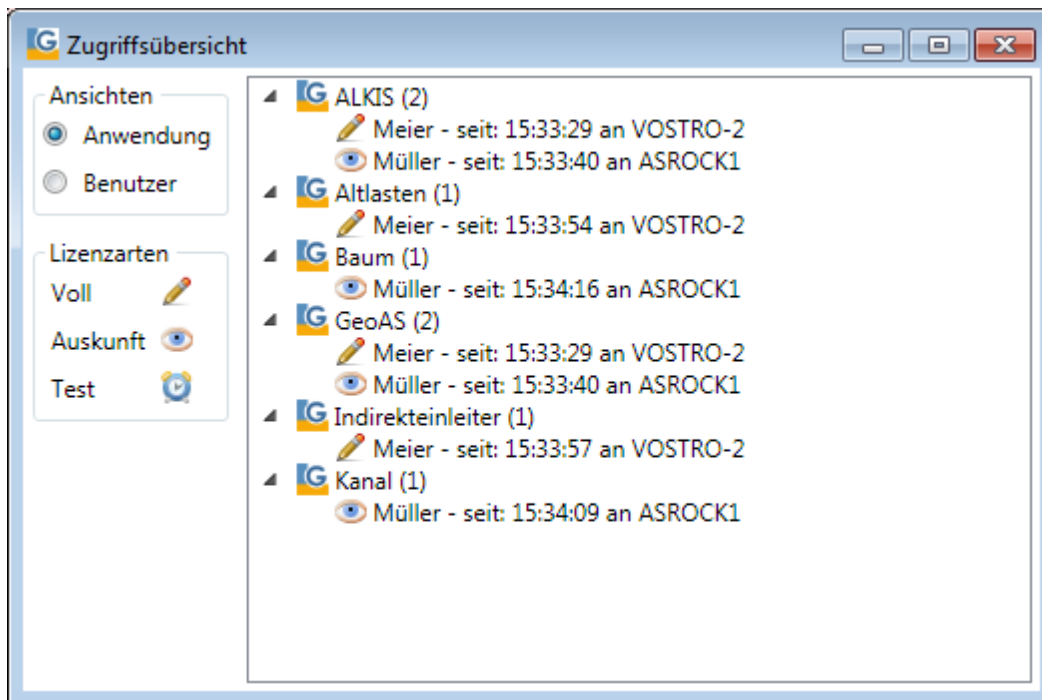 Zugriffsübersicht
Ansichten
Anwendung
Benutzer
Lizenzarten
Voll
Auskunft
Test
G ALKIS (2)
Meier - seit: 15:33:29 an VOSTRO-2
Müller - seit: 15:33:40 an ASROCK1
G Altlasten (1)
Meier - seit: 15:33:54 an VOSTRO-2
G Baum (1)
Müller - seit: 15:34:16 an ASROCK1
G GeoAS (2)
Meier - seit: 15:33:29 an VOSTRO-2
Müller - seit: 15:33:40 an ASROCK1
G Indirekteinleiter (1)
Meier - seit: 15:33:57 an VOSTRO-2
G Kanal (1)
Müller - seit: 15:34:09 an ASROCK1